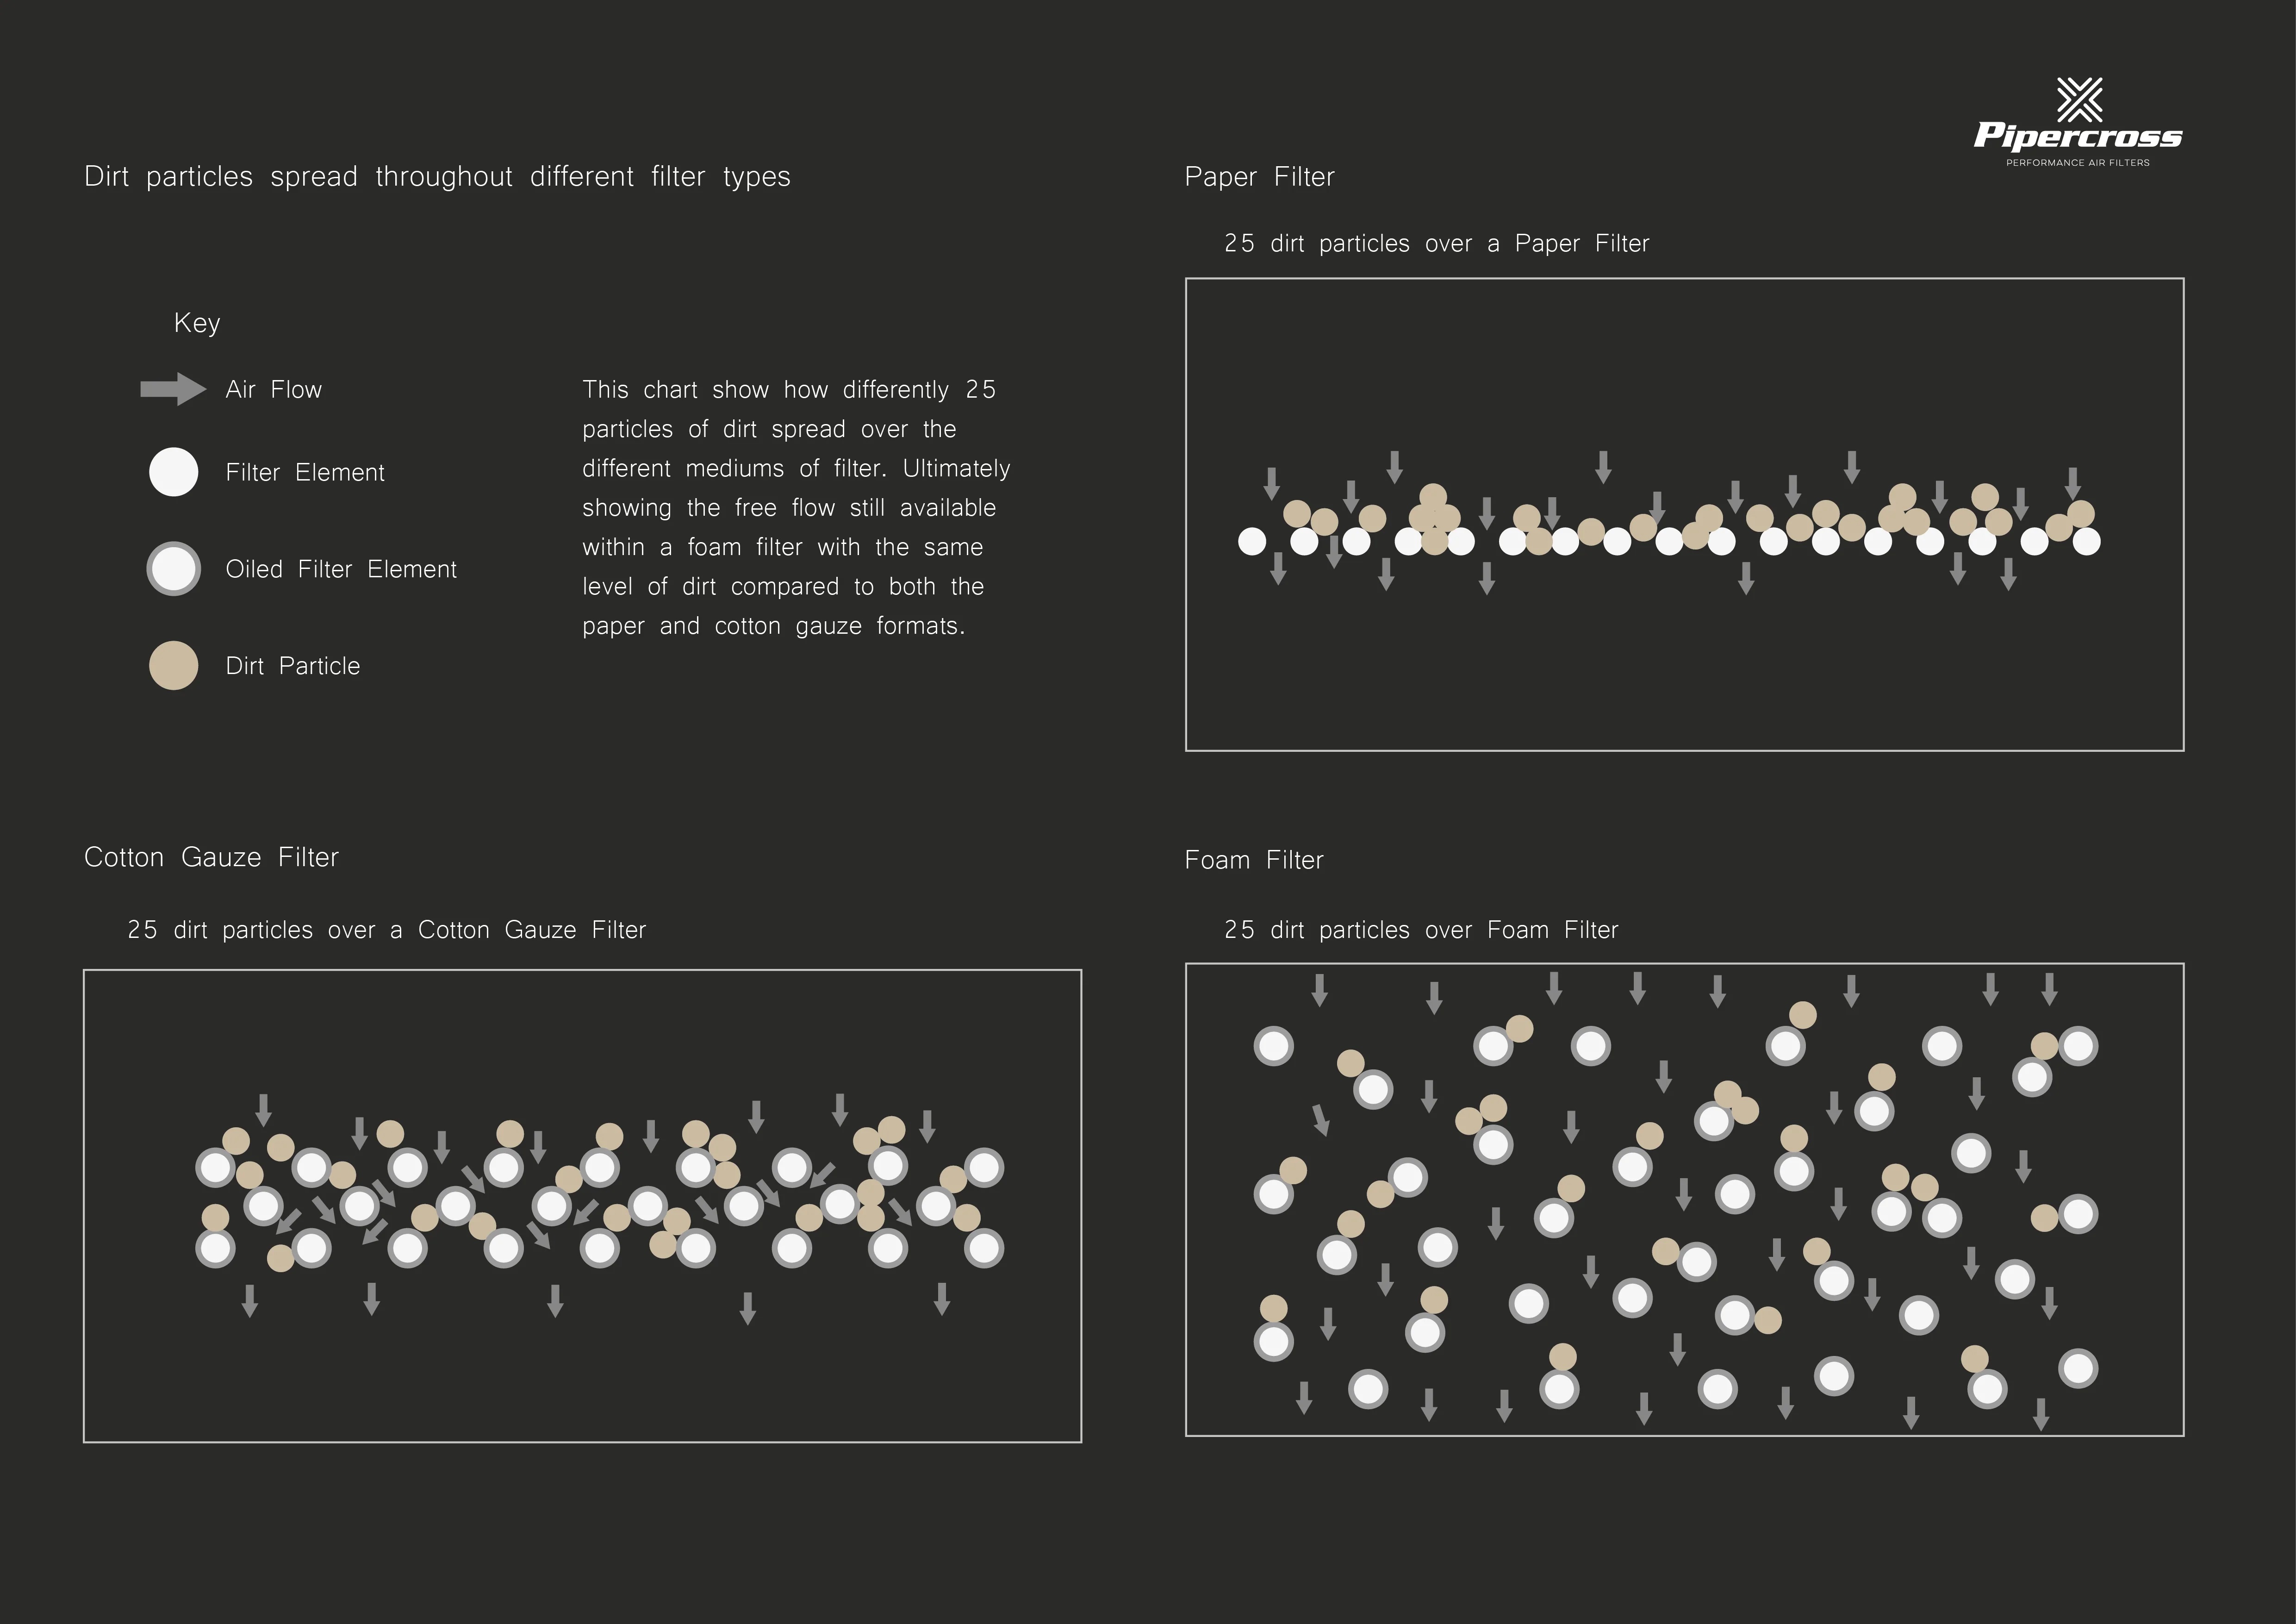 Pipercross
PERFORMANCE AIR FILTERS
Dirt particles spread throughout different filter types
Key
Air Flow
Filter Element
Oiled Filter Element
Dirt Particle
This chart show how differently 25
particles of dirt spread over the
different mediums of filter. Ultimately
showing the free flow still available
within a foam filter with the same
level of dirt compared to both the
paper and cotton gauze formats.
Paper Filter
25 dirt particles over a Paper Filter
Cotton Gauze Filter
25 dirt particles over a Cotton Gauze Filter
Foam Filter
25 dirt particles over Foam Filter